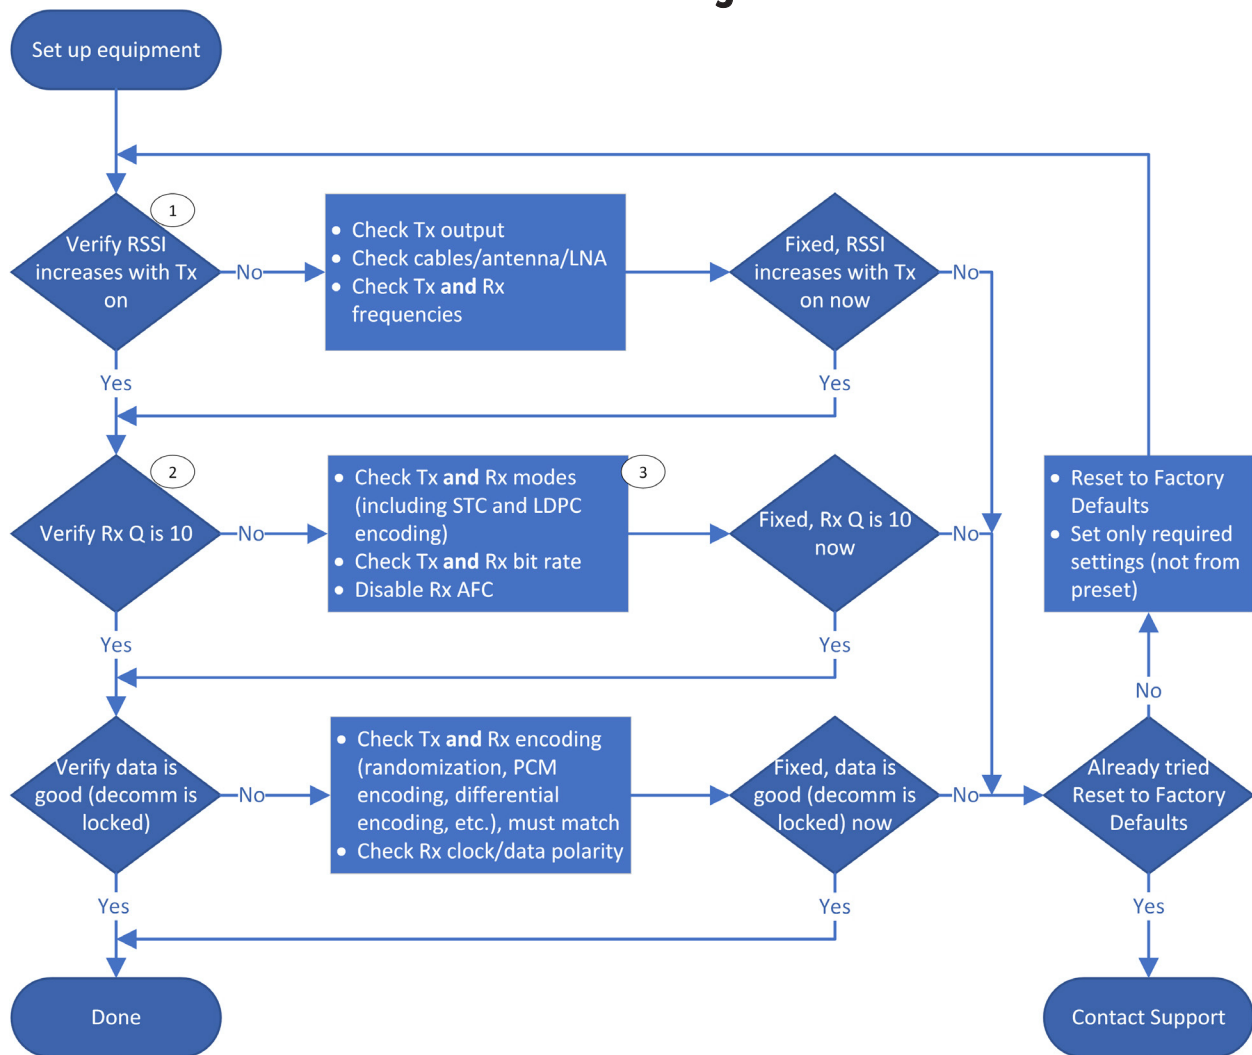 Set up equipment
1
Verify RSSI
increases with Tx
on
No
• Check Tx output
• Check cables/antenna/LNA
• Check Tx and Rx
frequencies
Fixed, RSSI
increases with Tx
on now
No
Yes
Yes
2
Verify Rx Q is 10
No
• Check Tx and Rx modes
(including STC and LDPC
encoding)
• Check Tx and Rx bit rate
• Disable Rx AFC
3
Fixed, Rx Q is 10
now
No
• Reset to Factory
Defaults
• Set only required
settings (not from
preset)
Yes
Yes
No
Verify data is
good (decomm is
locked)
No
• Check Tx and Rx encoding
(randomization, PCM
encoding, differential
encoding, etc.), must match
• Check Rx clock/data polarity
Fixed, data is
good (decomm is
locked) now
No
Already tried
Reset to Factory
Defaults
Yes
Yes
Yes
Done
Contact Support